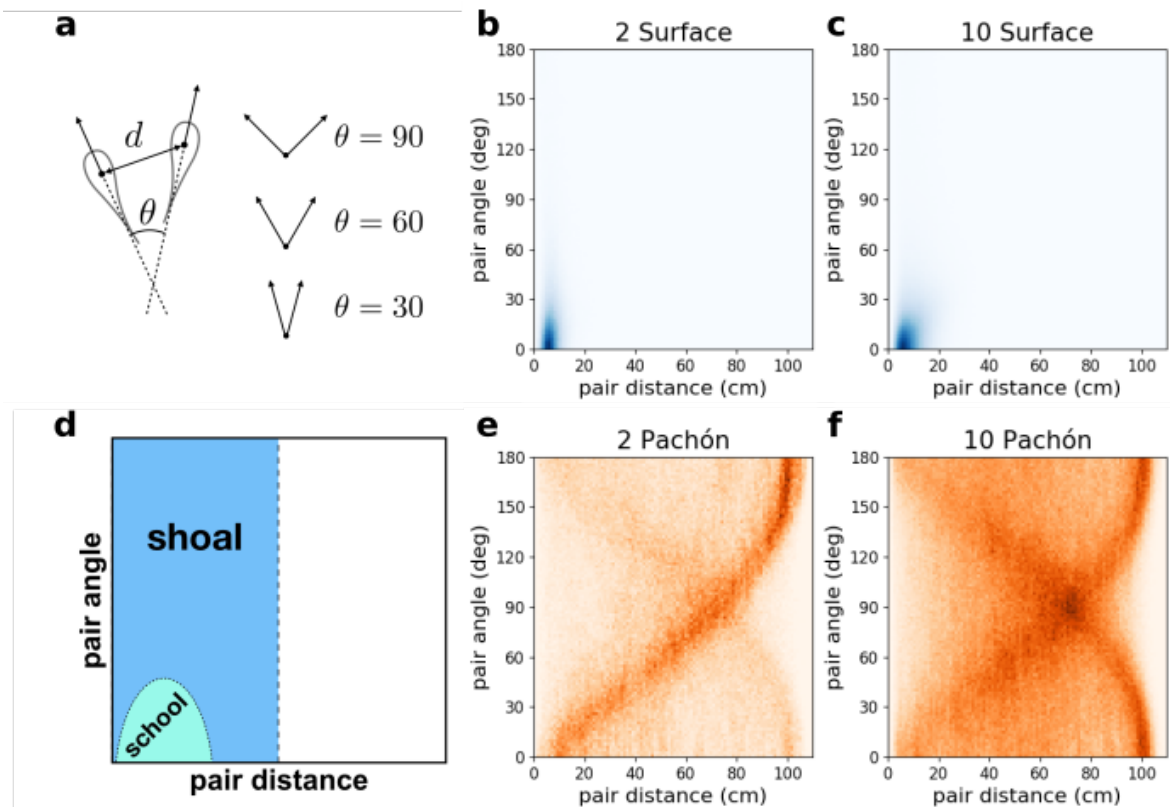 a
d
θ
θ = 90
θ = 60
θ = 30
b
2 Surface
pair angle (deg)
180
150
120
90
60
30
0
0 20 40 60 80 100
pair distance (cm)
c
10 Surface
pair angle (deg)
180
150
120
90
60
30
0
0 20 40 60 80 100
pair distance (cm)
d
pair angle
shoal
school
pair distance
e
2 Pachón
pair angle (deg)
180
150
120
90
60
30
0
0 20 40 60 80 100
pair distance (cm)
f
10 Pachón
pair angle (deg)
180
150
120
90
60
30
0
0 20 40 60 80 100
pair distance (cm)